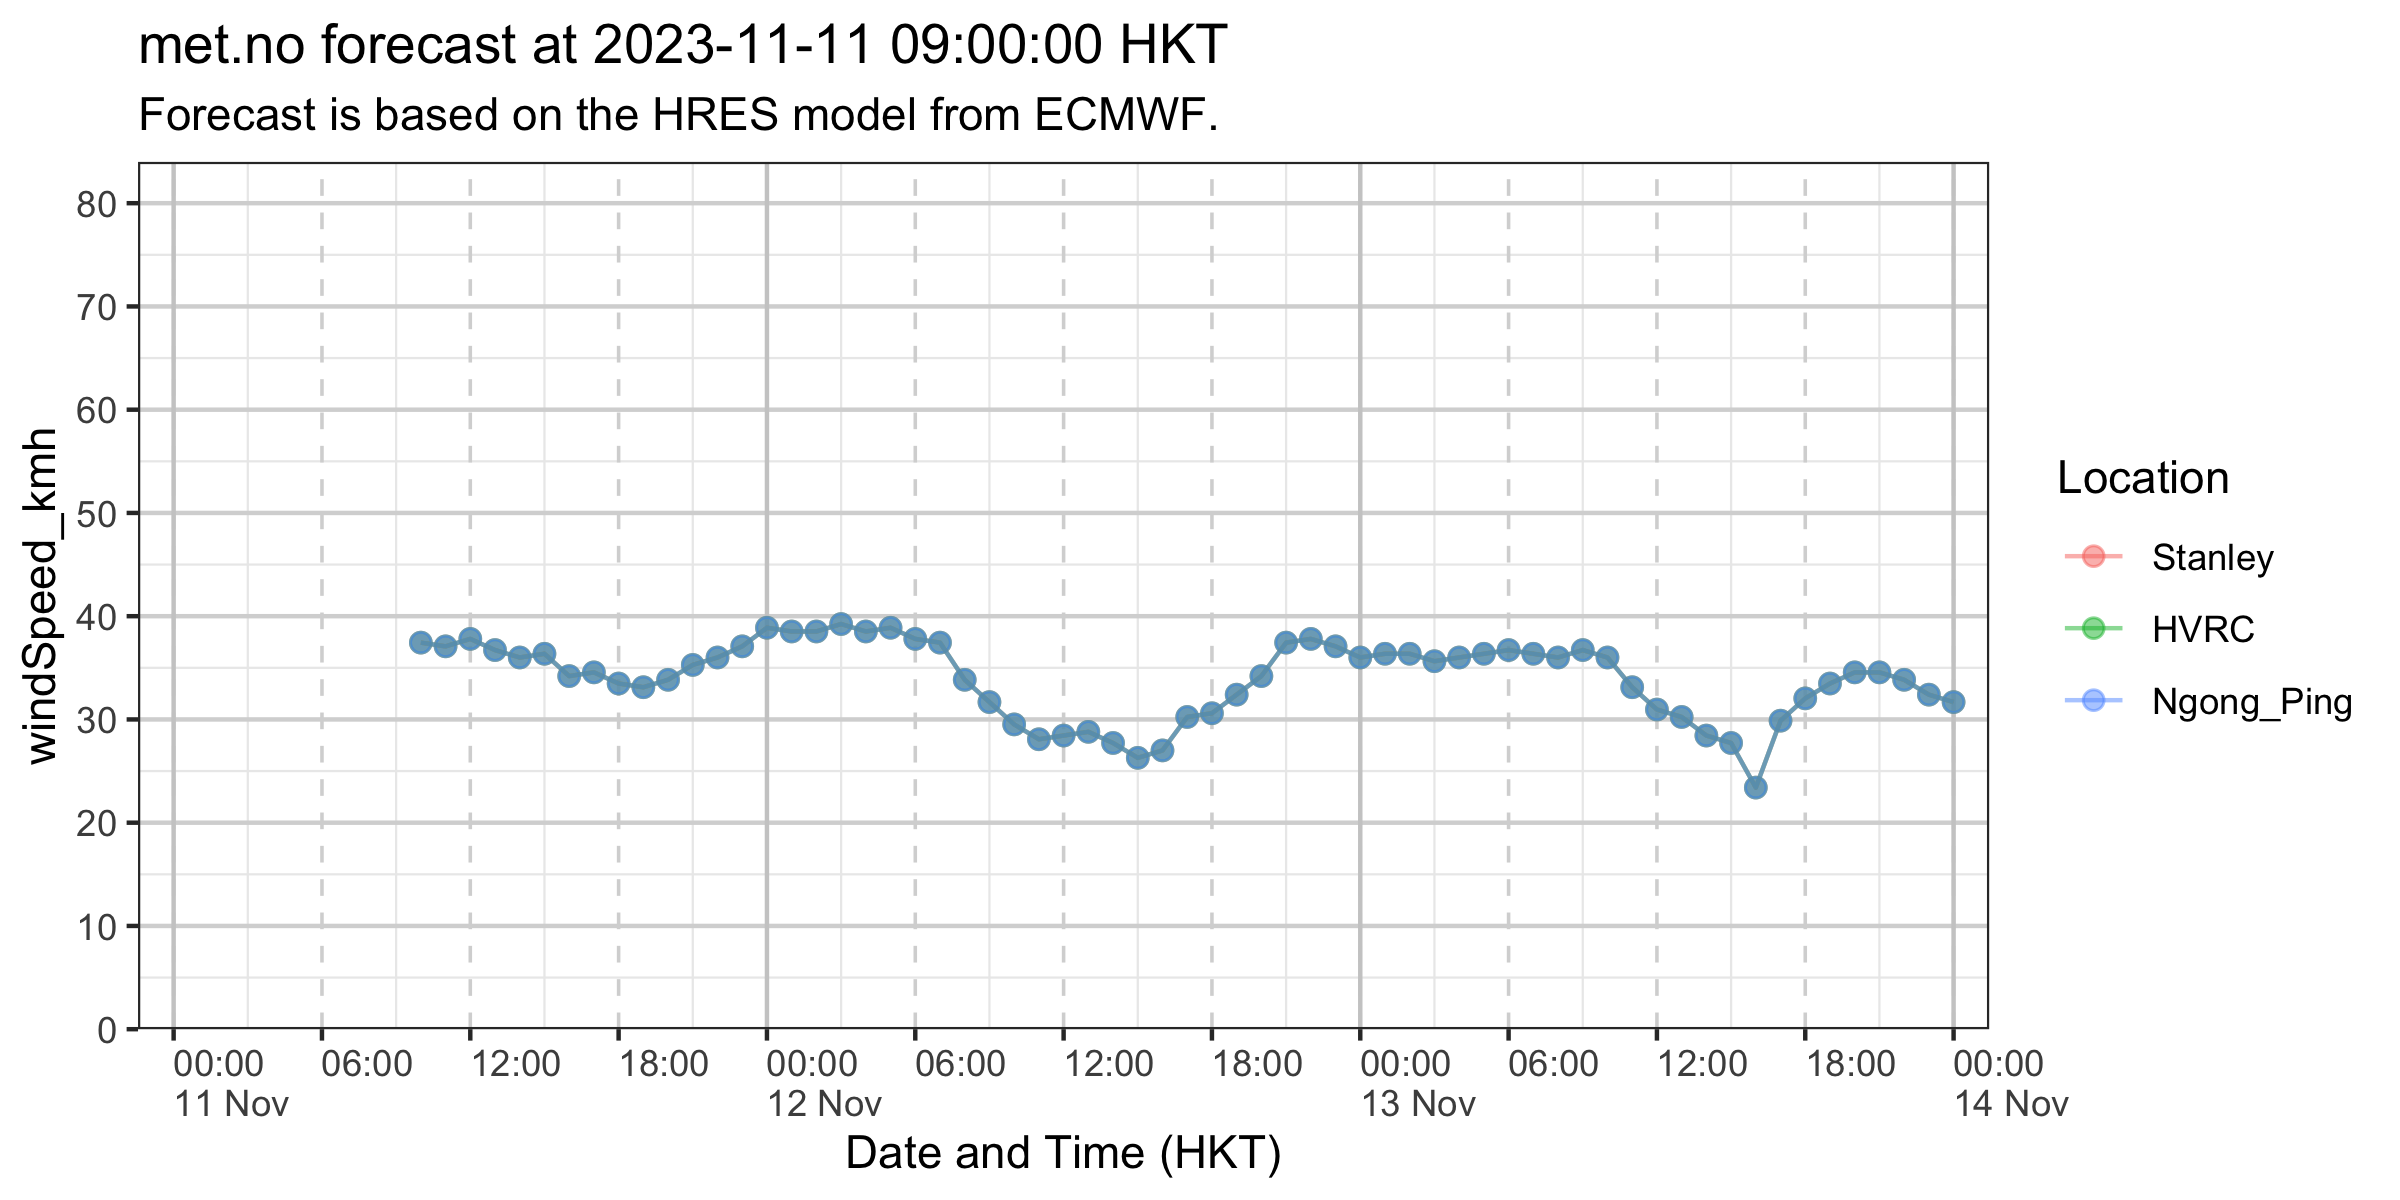 met.no forecast at 2023-11-11 09:00:00 HKT
Forecast is based on the HRES model from ECMWF.
windSpeed_kmh
80
70
60
50
40
30
20
10
0
00:00 06:00 12:00 18:00 00:00 06:00 12:00 18:00 00:00 06:00 12:00 18:00 00:00
11 Nov 12 Nov 13 Nov 14 Nov
Date and Time (HKT)
Location
Stanley
HVRC
Ngong_Ping